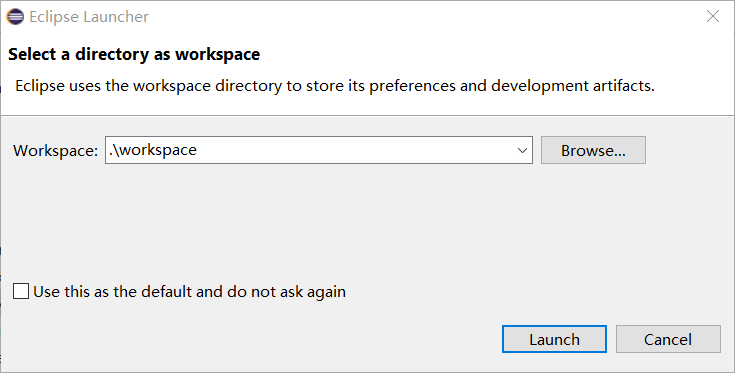 Eclipse Launcher
Select a directory as workspace
Eclipse uses the workspace directory to store its preferences and development artifacts.
Workspace: .\workspace Browse...
Use this as the default and do not ask again
Launch Cancel